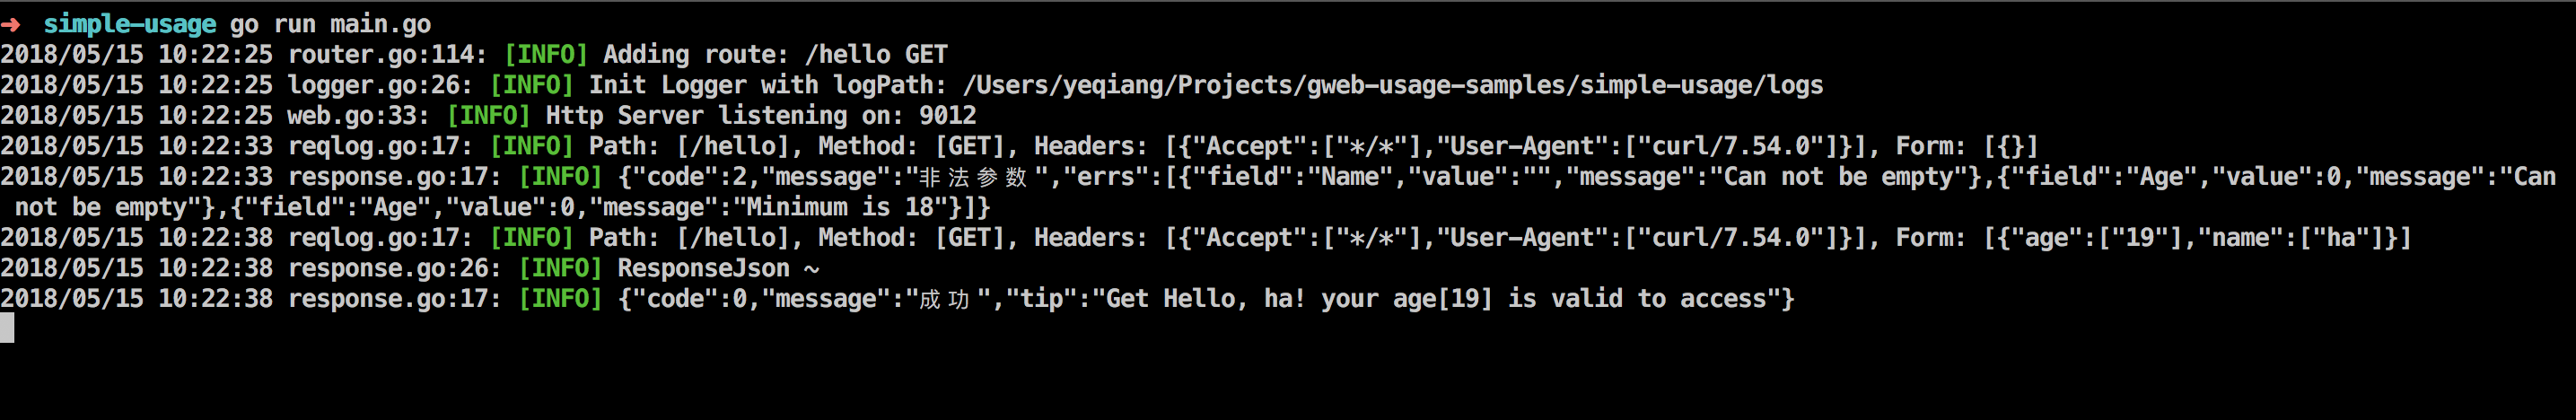 ➜  simple-usage go run main.go
2018/05/15 10:22:25 router.go:114: [INFO] Adding route: /hello GET
2018/05/15 10:22:25 logger.go:26: [INFO] Init Logger with logPath: /Users/yeqiang/Projects/gweb-usage-samples/simple-usage/logs
2018/05/15 10:22:25 web.go:33: [INFO] Http Server listening on: 9012
2018/05/15 10:22:33 reqlog.go:17: [INFO] Path: [/hello], Method: [GET], Headers: [{"Accept":["*/*"],"User-Agent":["curl/7.54.0"]}], Form: [{}]
2018/05/15 10:22:33 response.go:17: [INFO] {"code":2,"message":"非法参数","errs":[{"field":"Name","value":"","message":"Can not be empty"},{"field":"Age","value":0,"message":"Can
 not be empty"},{"field":"Age","value":0,"message":"Minimum is 18"}]}
2018/05/15 10:22:38 reqlog.go:17: [INFO] Path: [/hello], Method: [GET], Headers: [{"Accept":["*/*"],"User-Agent":["curl/7.54.0"]}], Form: [{"age":["19"],"name":["ha"]}]
2018/05/15 10:22:38 response.go:26: [INFO] ResponseJson ~
2018/05/15 10:22:38 response.go:17: [INFO] {"code":0,"message":"成功","tip":"Get Hello, ha! your age[19] is valid to access"}